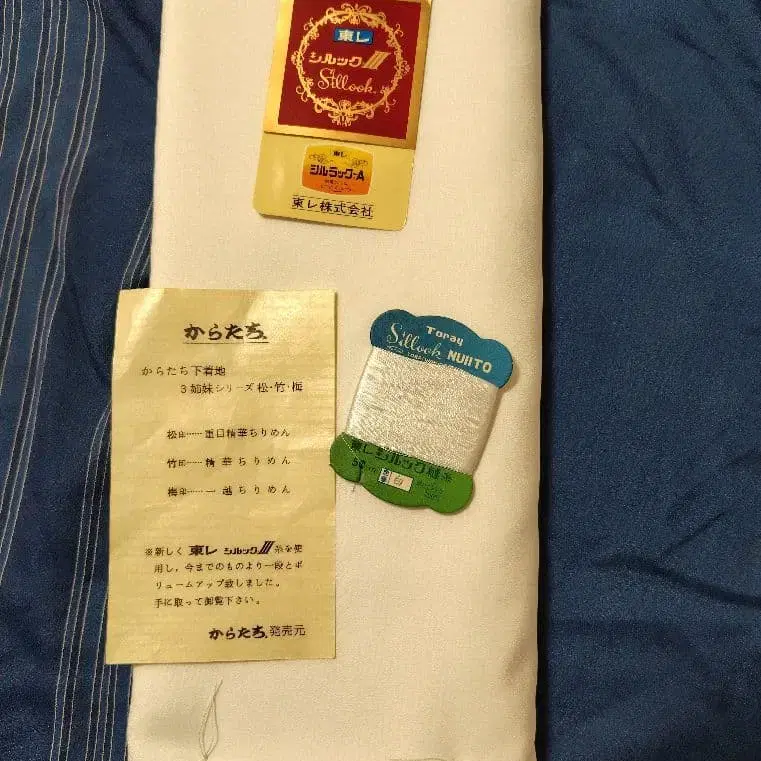 東レ
シルック///
Sillook.
東レ
シルラック-A
東レ株式会社
からたち.
からたち下着地
3姉妹シリーズ松・竹・梅
松印……重目精華ちりめん
竹印……精華ちりめん
梅印……一越ちりめん
※新しく 東レ シルック/// 糸を使
用し、今までのものより一段とボ
リュームアップ致しました。
手に取って御覧下さい。
からたち.発売元
Toray
Sillook NUITO
東レシルック縫糸
50m
白